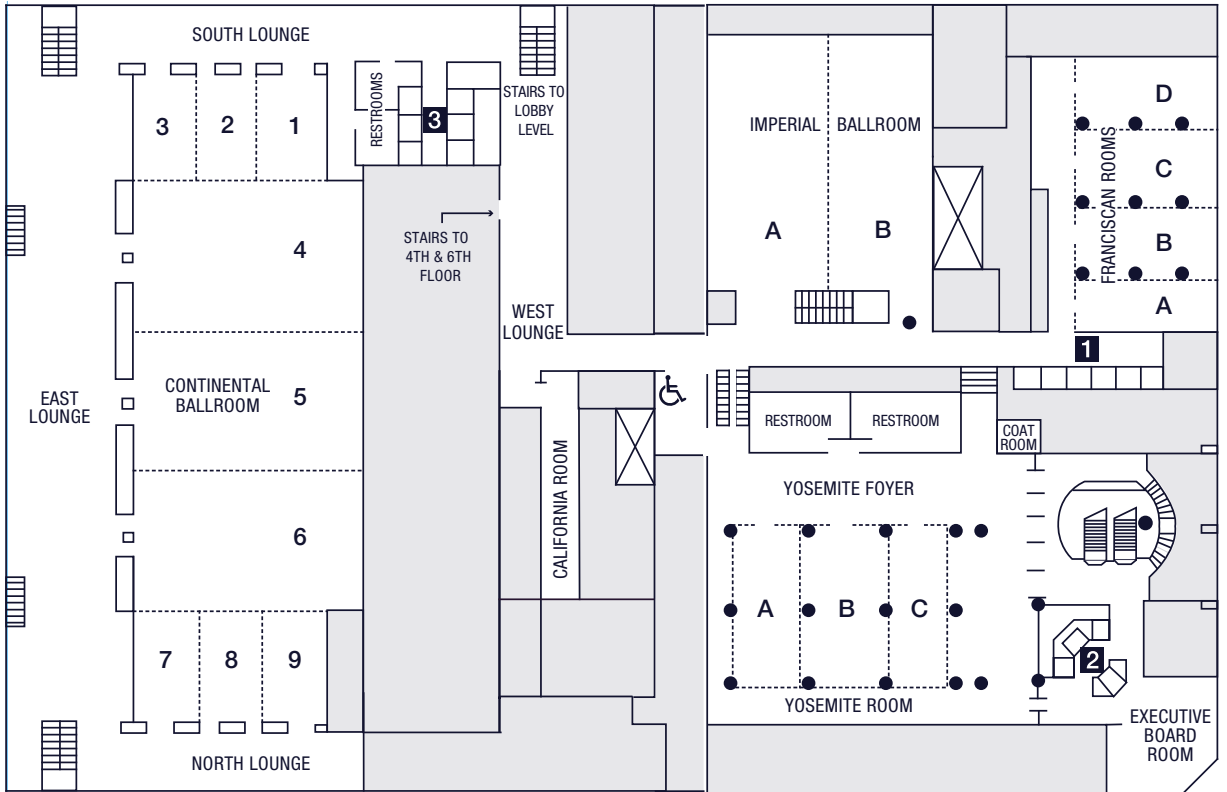 SOUTH LOUNGE
3
2
1
RESTROOMS
3
STAIRS TO
LOBBY
LEVEL
4
STAIRS TO
4TH & 6TH
FLOOR
WEST
LOUNGE
EAST
LOUNGE
CONTINENTAL
BALLROOM
5
6
7
8
9
NORTH LOUNGE
CALIFORNIA ROOM
IMPERIAL BALLROOM
A
B
FRANCISCAN ROOMS
D
C
B
A
1
RESTROOM
RESTROOM
COAT
ROOM
YOSEMITE FOYER
A
B
C
YOSEMITE ROOM
2
EXECUTIVE
BOARD
ROOM